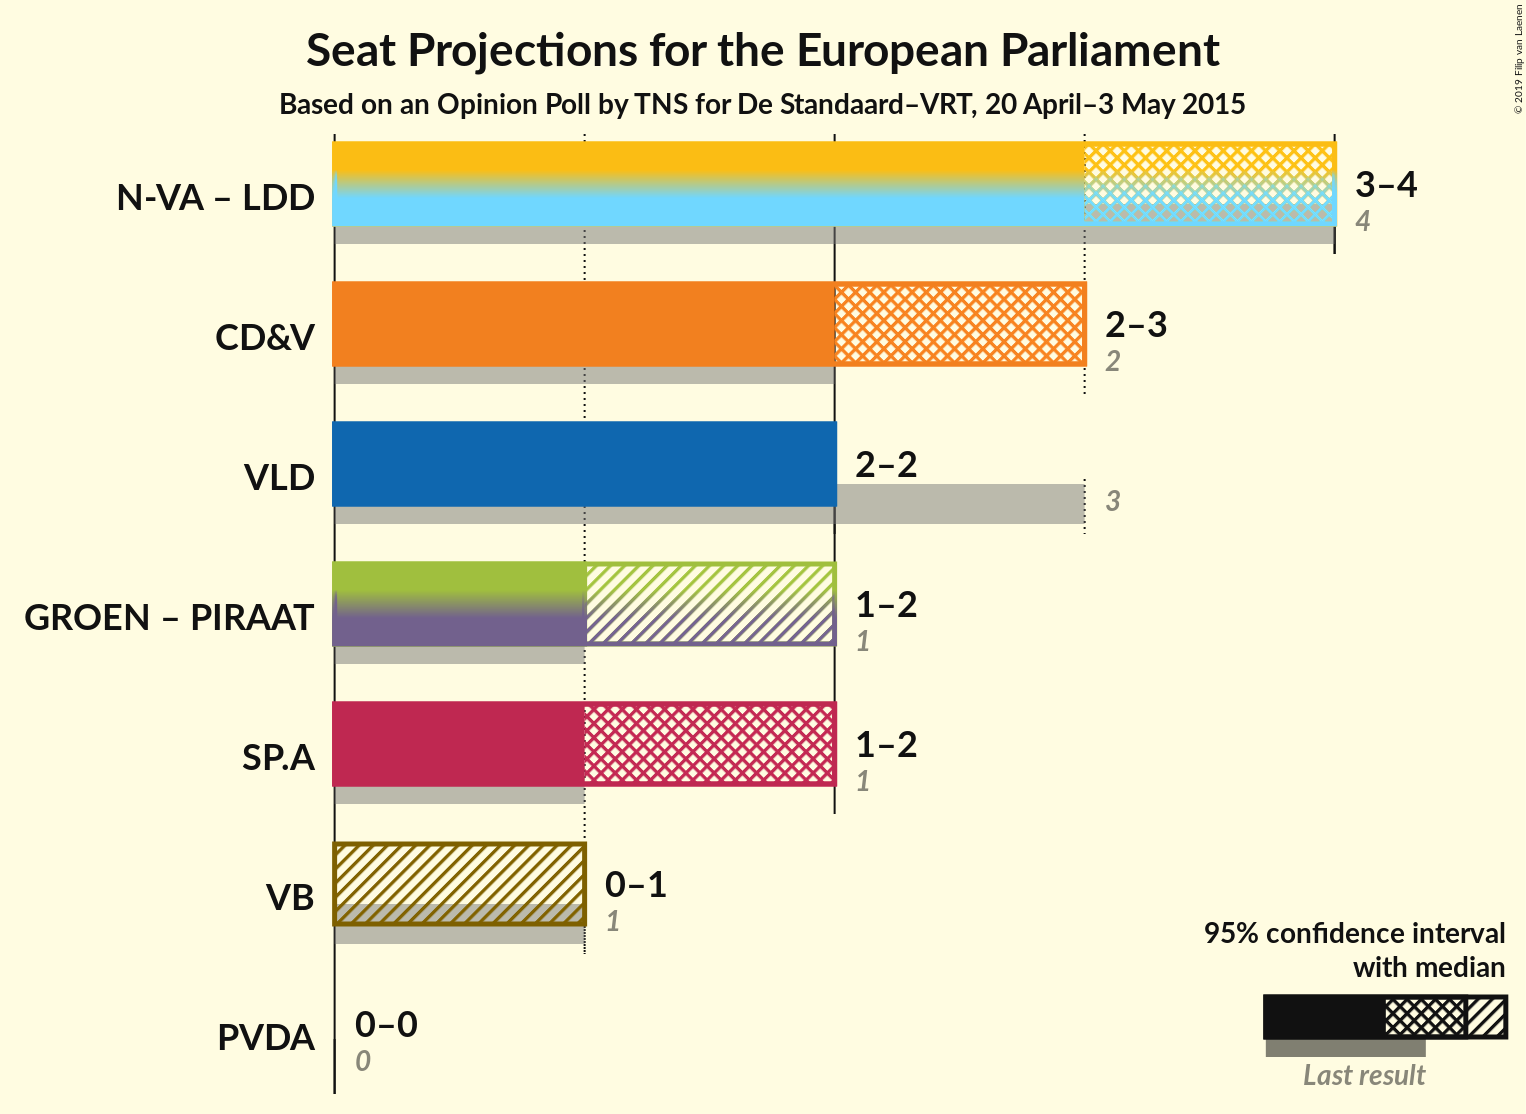 Seat Projections for the European Parliament
Based on an Opinion Poll by TNS for De Standaard–VRT, 20 April–3 May 2015
© 2019 Filip van Laenen
N-VA – LDD
3–4
4
CD&V
2–3
2
VLD
2–2
3
GROEN – PIRAAT
1–2
1
SP.A
1–2
1
VB
0–1
1
PVDA
0–0
0
95% confidence interval
with median
Last result